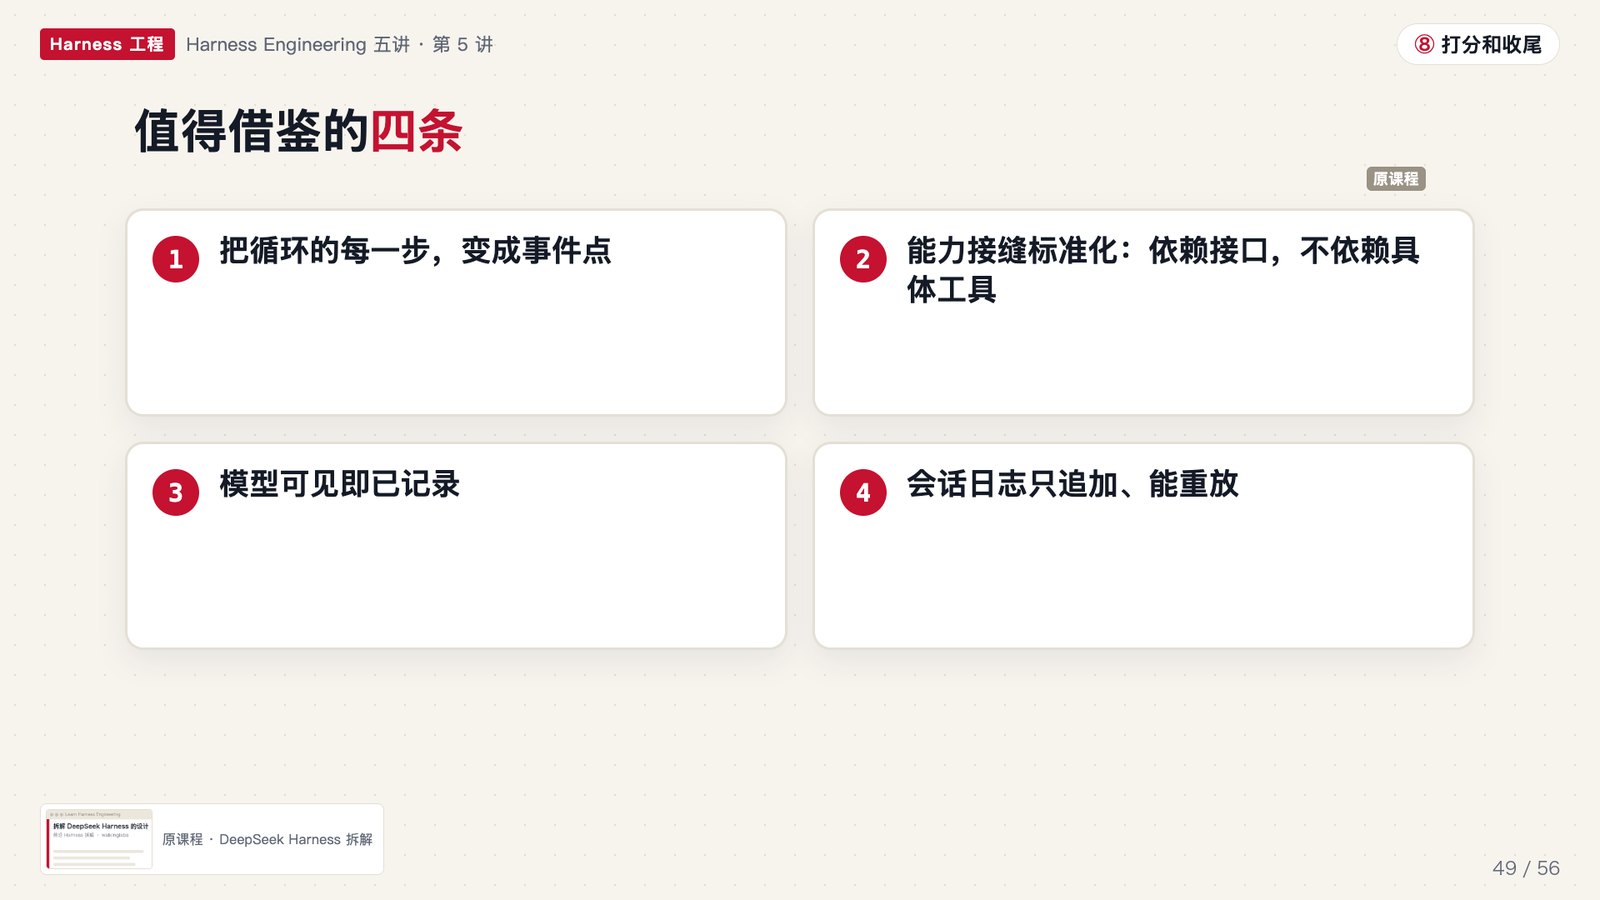 Harness 工程 Harness Engineering 五讲 · 第 5 讲
⑧ 打分和收尾
值得借鉴的四条
原课程
1 把循环的每一步，变成事件点
2 能力接缝标准化：依赖接口，不依赖具
体工具
3 模型可见即已记录
4 会话日志只追加、能重放
Learn Harness Engineering
拆解 DeepSeek Harness 的设计
原课程 · DeepSeek Harness 拆解
49 / 56